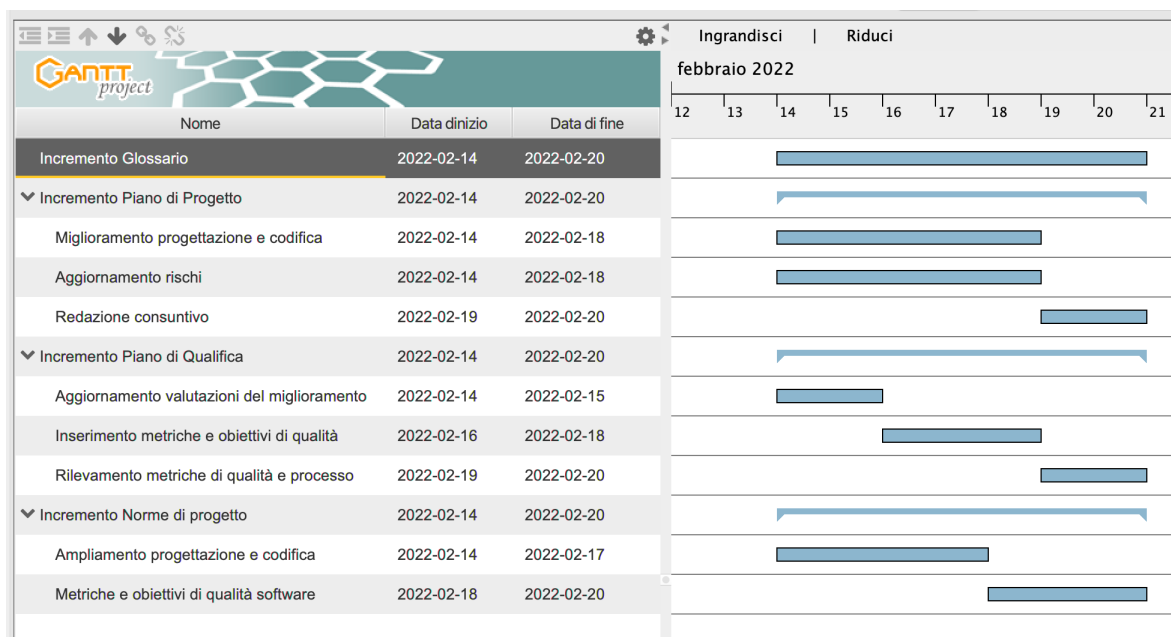 Ingrandisci | Riduci
GANTT
project
febbraio 2022
12 13 14 15 16 17 18 19 20 21
Nome Data dinizio Data di fine
Incremento Glossario 2022-02-14 2022-02-20
Incremento Piano di Progetto 2022-02-14 2022-02-20
Miglioramento progettazione e codifica 2022-02-14 2022-02-18
Aggiornamento rischi 2022-02-14 2022-02-18
Redazione consuntivo 2022-02-19 2022-02-20
Incremento Piano di Qualifica 2022-02-14 2022-02-20
Aggiornamento valutazioni del miglioramento 2022-02-14 2022-02-15
Inserimento metriche e obiettivi di qualità 2022-02-16 2022-02-18
Rilevamento metriche di qualità e processo 2022-02-19 2022-02-20
Incremento Norme di progetto 2022-02-14 2022-02-20
Ampliamento progettazione e codifica 2022-02-14 2022-02-17
Metriche e obiettivi di qualità software 2022-02-18 2022-02-20